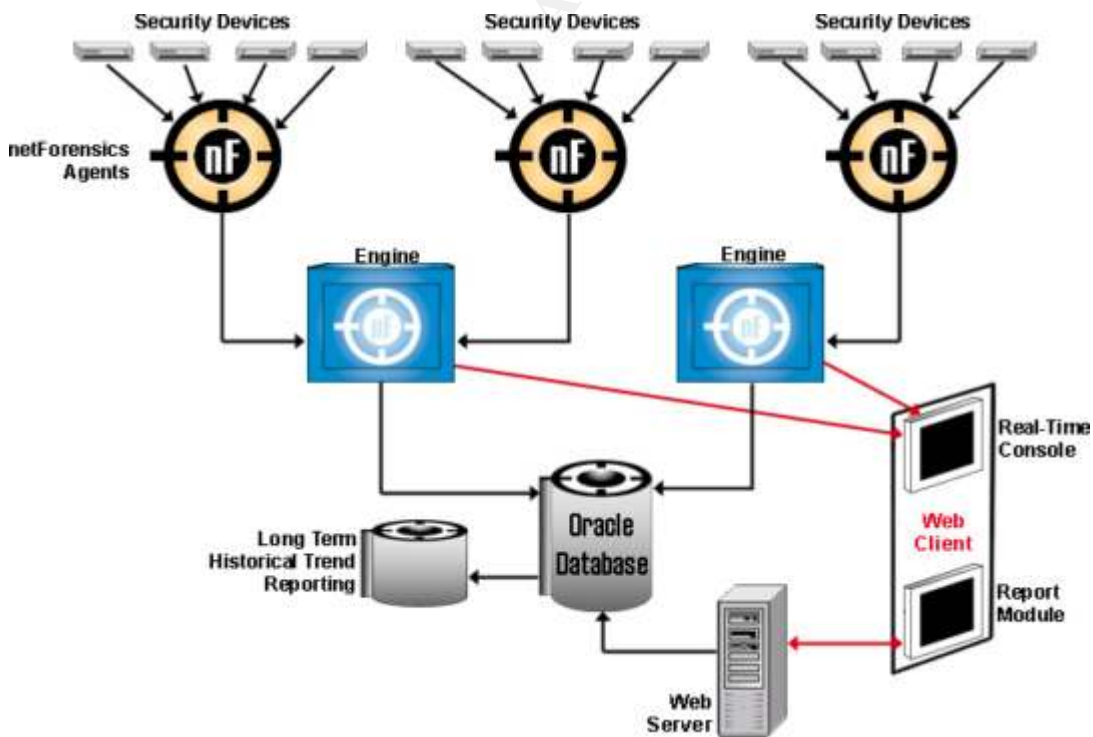 Security Devices
Security Devices
Security Devices
netForensics
Agents
nF
nF
nF
Engine
Engine
nF
nF
Real-Time
Console
Web
Client
Oracle
Database
Long Term
Historical Trend
Reporting
Report
Module
Web
Server